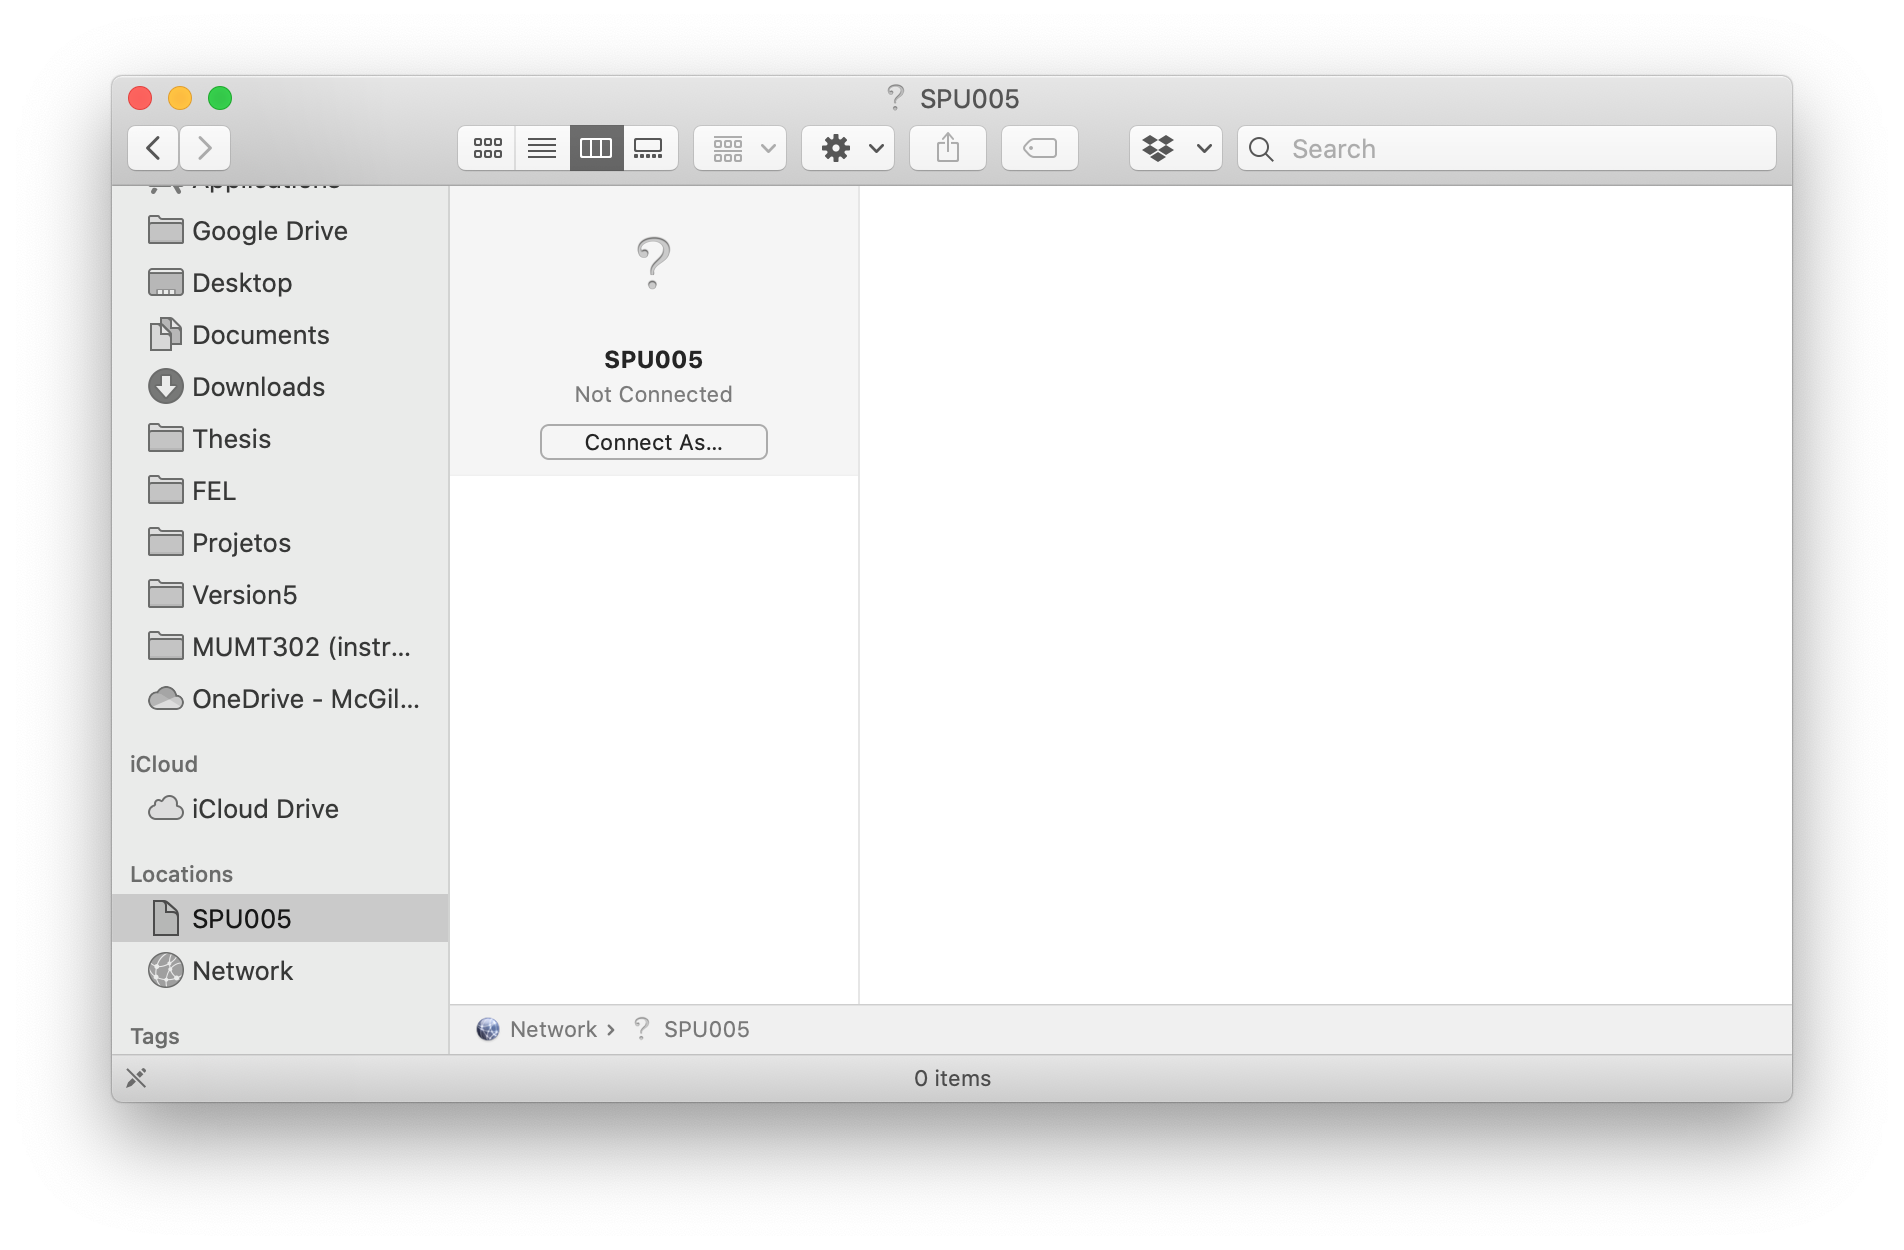 SPU005
Search
Applications
Google Drive
Desktop
Documents
Downloads
Thesis
FEL
Projetos
Version5
MUMT302 (instr...
OneDrive - McGil...
iCloud
iCloud Drive
Locations
SPU005
Network
Tags
SPU005
Not Connected
Connect As...
Network › SPU005
0 items